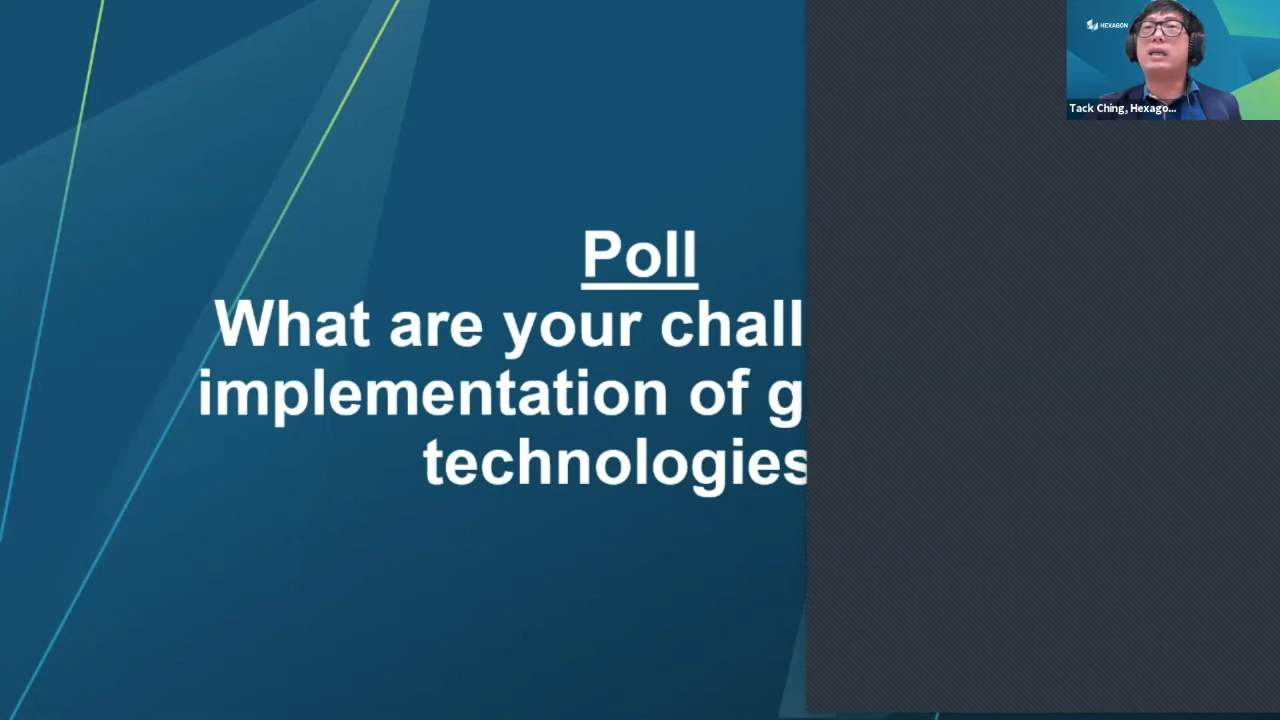 HEXAGON
Tack Ching, Hexago...
Poll
What are your chall
implementation of g
technologies